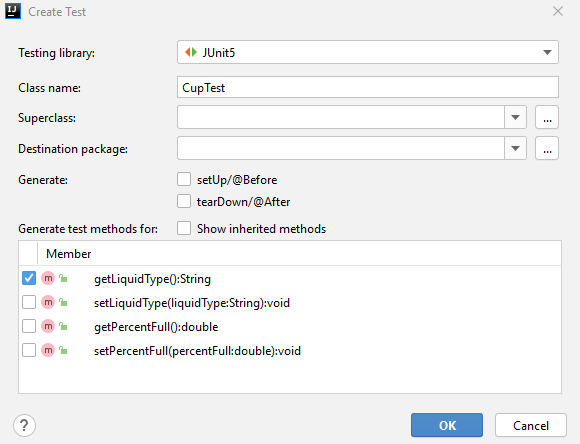 IJ Create Test
Testing library: JUnit5
Class name: CupTest
Superclass: ...
Destination package: ...
Generate: setUp/@Before
tearDown/@After
Generate test methods for: Show inherited methods
Member
m getLiquidType():String
m setLiquidType(liquidType:String):void
m getPercentFull():double
m setPercentFull(percentFull:double):void
? OK Cancel